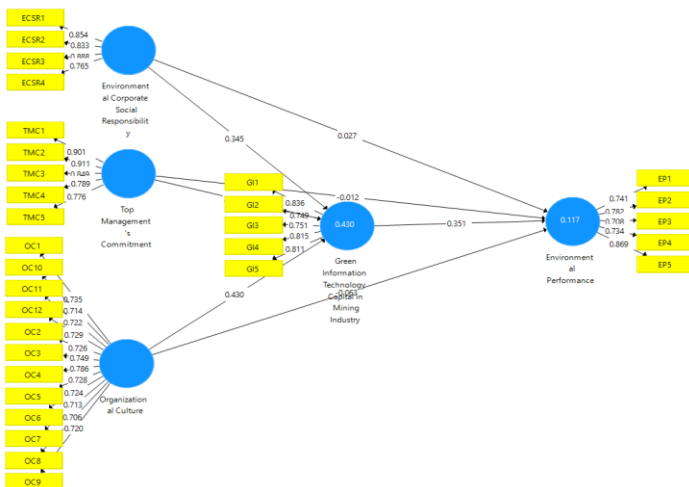 ECSR1
ECSR2
ECSR3
ECSR4
0.854
0.833
0.888
0.765
Environment
al Corporate
Social
Responsibilit
y
TMC1
TMC2
TMC3
TMC4
TMC5
0.901
0.911
0.789
0.776
Top
Management'
s
Commitment
OC1
OC10
OC11
OC12
OC2
OC3
OC4
OC5
OC6
OC7
OC8
OC9
0.735
0.714
0.722
0.729
0.726
0.749
0.786
0.728
0.724
0.713
0.706
0.720
Organization
al Culture
0.345
0.027
-0.012
0.430
0.351
GI1
GI2
GI3
GI4
GI5
0.836
0.749
0.751
0.815
0.811
0.430
Green
Information
Technology
Capital in
Mining
Industry
0.117
Environment
al
Performance
0.741
0.782
0.708
0.734
0.869
EP1
EP2
EP3
EP4
EP5